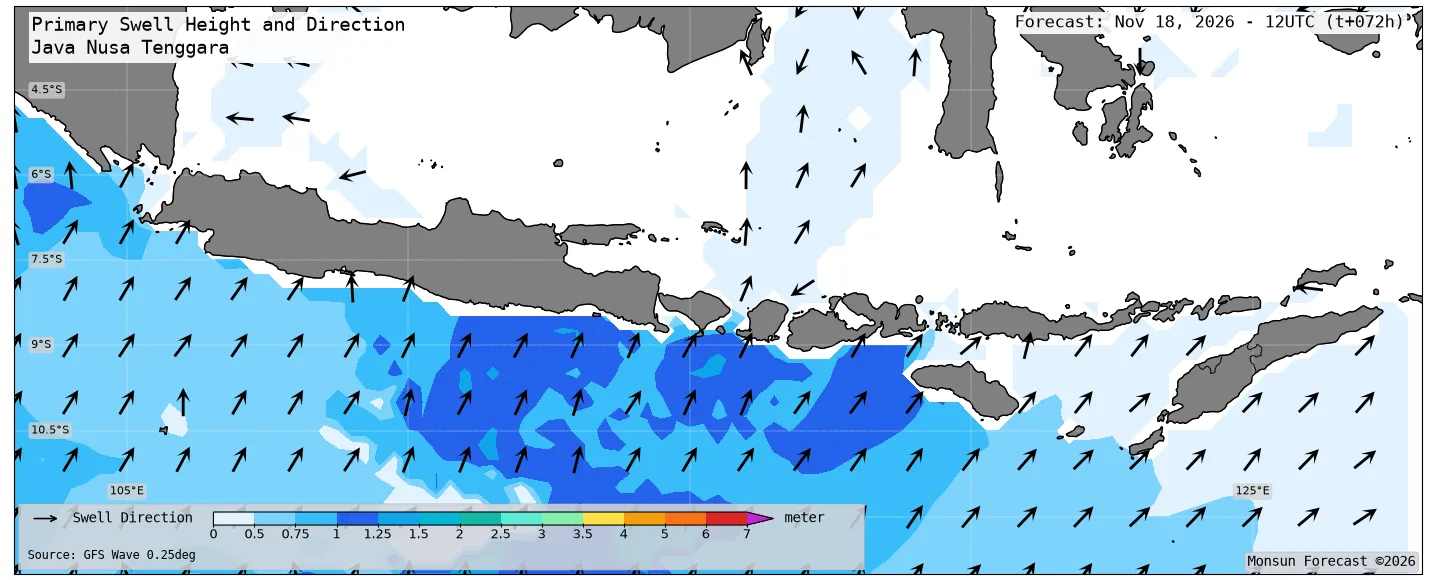 Primary Swell Height and Direction
Java Nusa Tenggara
Forecast: Nov 18, 2026 - 12UTC (t+072h)
4.5°S
6°S
7.5°S
9°S
10.5°S
105°E
125°E
Swell Direction
0 0.5 0.75 1 1.25 1.5 2 2.5 3 3.5 4 5 6 7
meter
Source: GFS Wave 0.25deg
Monsun Forecast ©2026